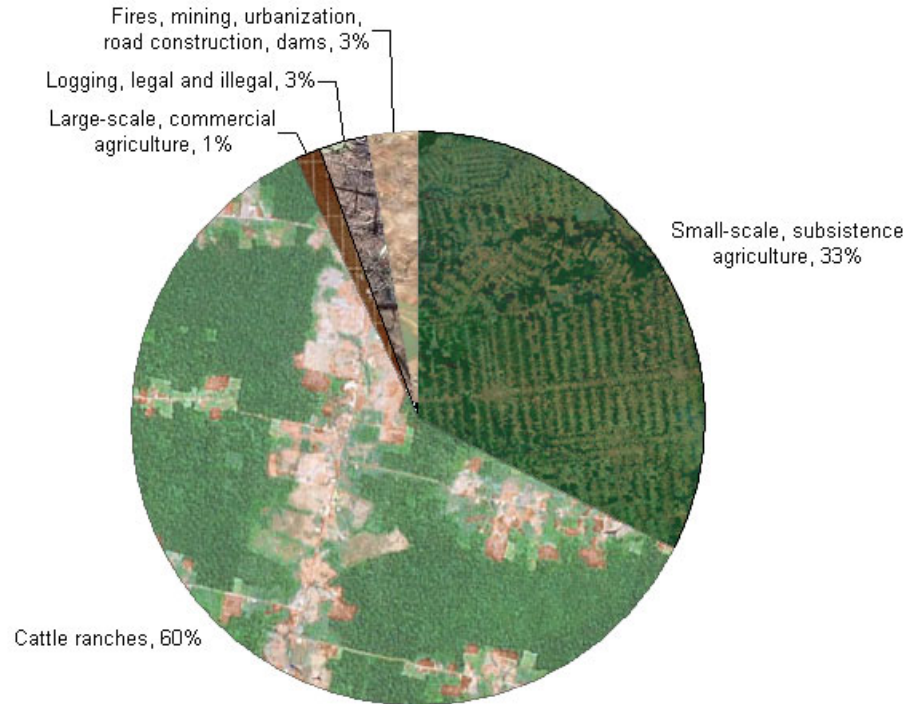 Fires, mining, urbanization,
road construction, dams, 3%
Logging, legal and illegal, 3%
Large-scale, commercial
agriculture, 1%
Small-scale, subsistence
agriculture, 33%
Cattle ranches, 60%